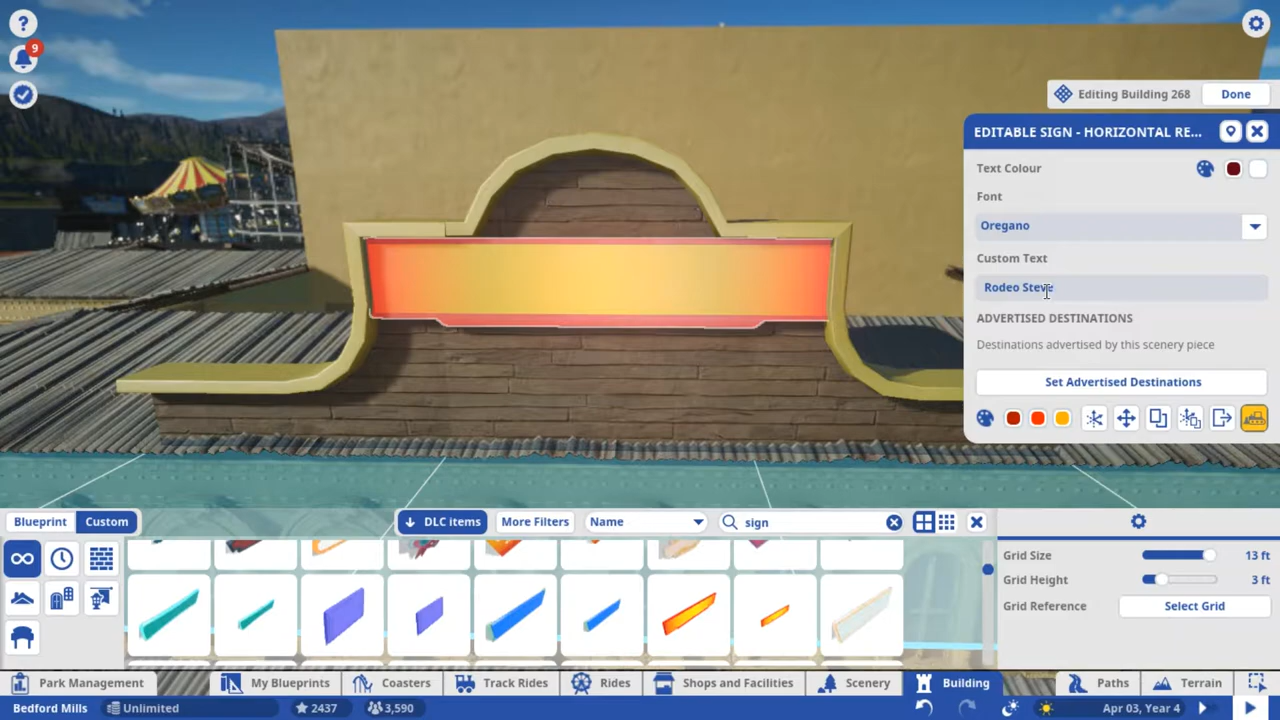 ?
9
Editing Building 268
Done
EDITABLE SIGN - HORIZONTAL RE...
Text Colour
Font
Oregano
Custom Text
Rodeo Steve
ADVERTISED DESTINATIONS
Destinations advertised by this scenery piece
Set Advertised Destinations
Blueprint
Custom
DLC items
More Filters
Name
sign
Grid Size
13 ft
Grid Height
3 ft
Grid Reference
Select Grid
Park Management
My Blueprints
Coasters
Track Rides
Rides
Shops and Facilities
Scenery
Building
Paths
Terrain
Bedford Mills
Unlimited
2437
3,590
Apr 03, Year 4